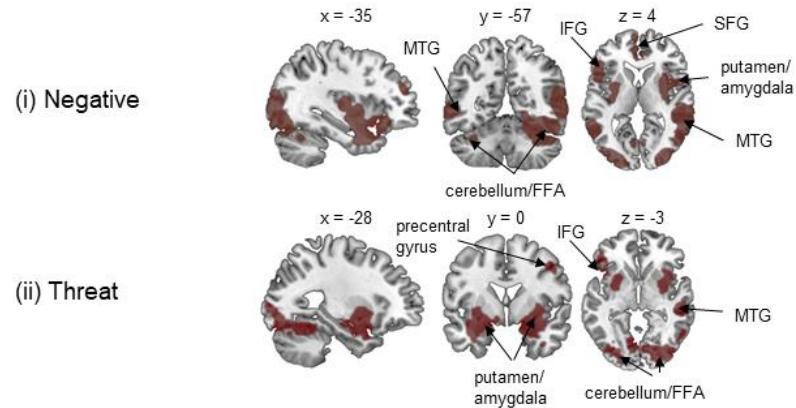 x = -35
y = -57
z = 4
SFG
IFG
MTG
putamen/
amygdala
(i) Negative
MTG
cerebellum/FFA
x = -28
precentral
gyrus
y = 0
z = -3
IFG
(ii) Threat
MTG
putamen/
amygdala
cerebellum/FFA